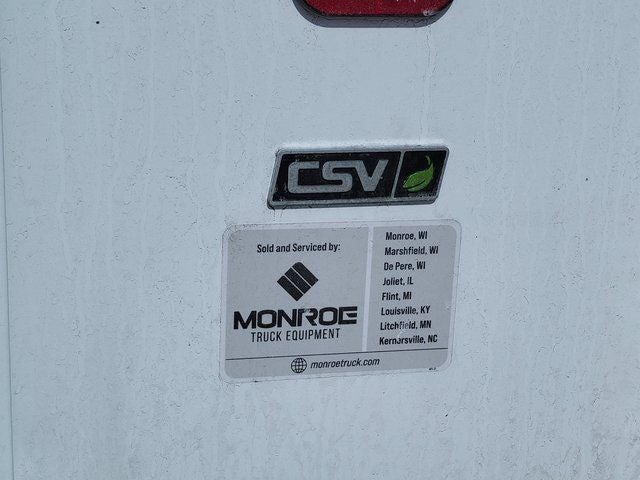 CSV
Sold and Serviced by:
MONROE
TRUCK EQUIPMENT
Monroe, WI
Marshfield, WI
De Pere, WI
Joliet, IL
Flint, MI
Louisville, KY
Litchfield, MN
Kernersville, NC
monroetruck.com